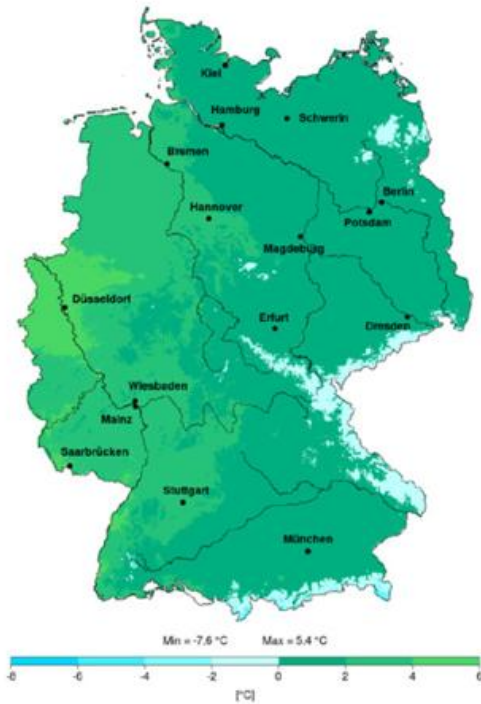 Kiel
Hamburg
Schwerin
Bremen
Berlin
Hannover
Potsdam
Magdeburg
Düsseldorf
Erfurt
Dresden
Wiesbaden
Mainz
Saarbrücken
Stuttgart
München
Min = -7,6 °C Max = 5,4 °C
-8 -6 -4 -2 0 2 4 6
[°C]